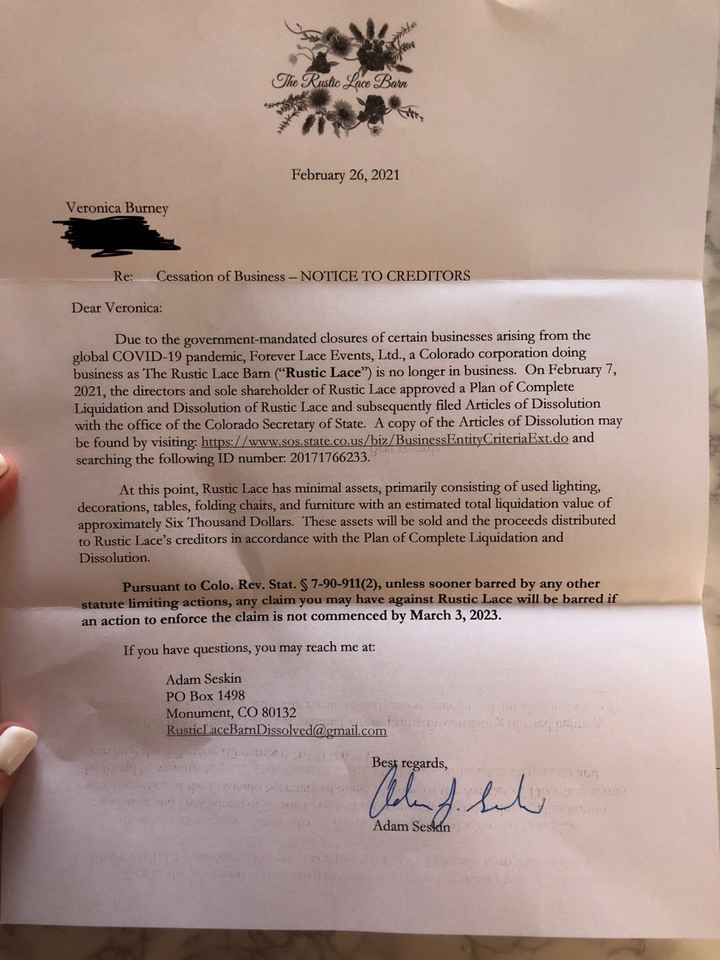 The Rustic Lace Barn
February 26, 2021
Veronica Burney
Re: Cessation of Business – NOTICE TO CREDITORS
Dear Veronica:
Due to the government-mandated closures of certain businesses arising from the
global COVID-19 pandemic, Forever Lace Events, Ltd., a Colorado corporation doing
business as The Rustic Lace Barn (“Rustic Lace”) is no longer in business. On February 7,
2021, the directors and sole shareholder of Rustic Lace approved a Plan of Complete
Liquidation and Dissolution of Rustic Lace and subsequently filed Articles of Dissolution
with the office of the Colorado Secretary of State. A copy of the Articles of Dissolution may
be found by visiting: https://www.sos.state.co.us/biz/BusinessEntityCriteriaExt.do and
searching the following ID number: 20171766233.
At this point, Rustic Lace has minimal assets, primarily consisting of used lighting,
decorations, tables, folding chairs, and furniture with an estimated total liquidation value of
approximately Six Thousand Dollars. These assets will be sold and the proceeds distributed
to Rustic Lace’s creditors in accordance with the Plan of Complete Liquidation and
Dissolution.
Pursuant to Colo. Rev. Stat. § 7-90-911(2), unless sooner barred by any other
statute limiting actions, any claim you may have against Rustic Lace will be barred if
an action to enforce the claim is not commenced by March 3, 2023.
If you have questions, you may reach me at:
Adam Seskin
PO Box 1498
Monument, CO 80132
RusticLaceBarnDissolved@gmail.com
Best regards,
Adam Seskin